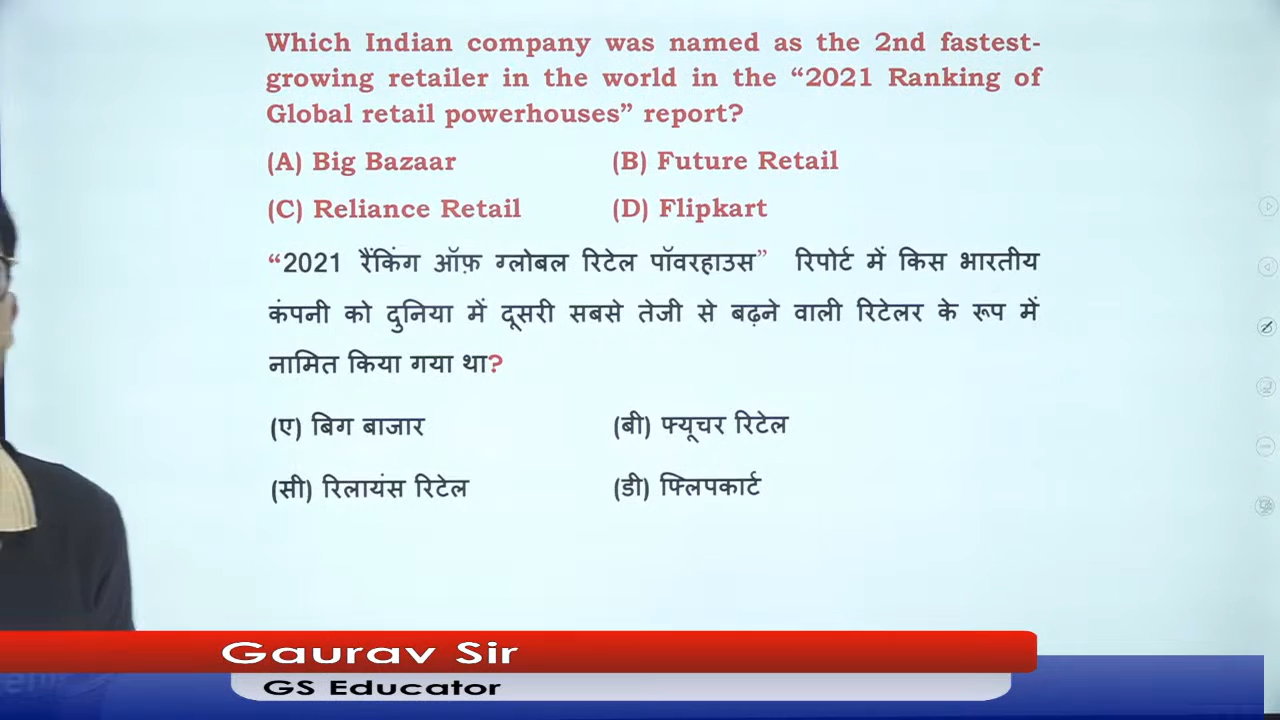 Which Indian company was named as the 2nd fastest-
growing retailer in the world in the “2021 Ranking of
Global retail powerhouses” report?
(A) Big Bazaar (B) Future Retail
(C) Reliance Retail (D) Flipkart
“2021 रैंकिंग ऑफ़ ग्लोबल रिटेल पॉवरहाउस” रिपोर्ट में किस भारतीय
कंपनी को दुनिया में दूसरी सबसे तेजी से बढ़ने वाली रिटेलर के रूप में
नामित किया गया था?
(ए) बिग बाजार (बी) फ्यूचर रिटेल
(सी) रिलायंस रिटेल (डी) फ्लिपकार्ट
Gaurav Sir
GS Educator